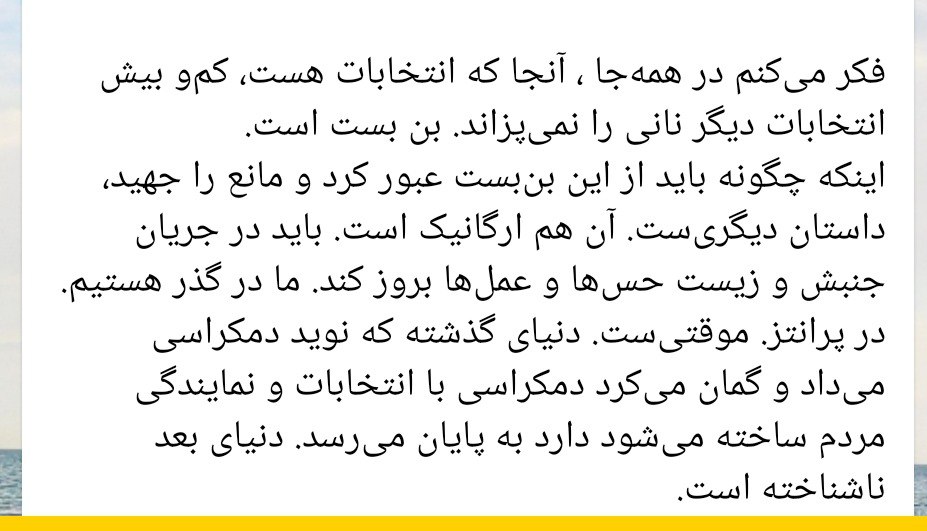 فکر می‌کنم در همه‌جا ، آنجا که انتخابات هست، کم‌و بیش
انتخابات دیگر نانی را نمی‌پزاند. بن بست است.
اینکه چگونه باید از این بن‌بست عبور کرد و مانع را جهید،
داستان دیگری‌ست. آن هم ارگانیک است. باید در جریان
جنبش و زیست حس‌ها و عمل‌ها بروز کند. ما در گذر هستیم.
در پرانتز. موقتی‌ست. دنیای گذشته که نوید دمکراسی
می‌داد و گمان می‌کرد دمکراسی با انتخابات و نمایندگی
مردم ساخته می‌شود دارد به پایان می‌رسد. دنیای بعد
ناشناخته است.